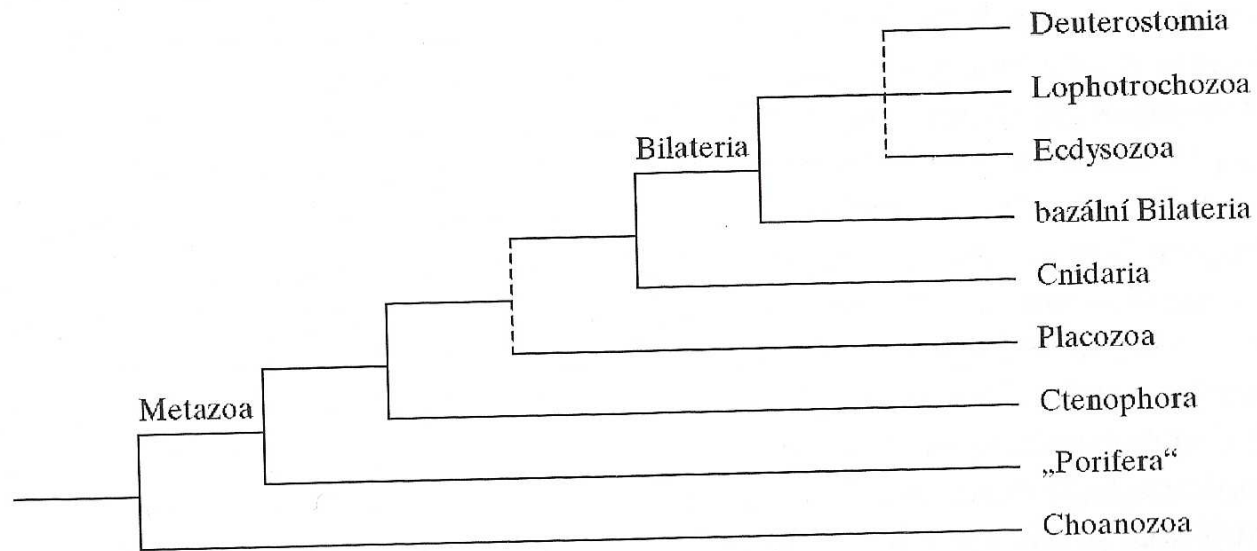 Deuterostomia
Lophotrochozoa
Bilateria
Ecdysozoa
bazální Bilateria
Cnidaria
Placozoa
Metazoa
Ctenophora
„Porifera“
Choanozoa